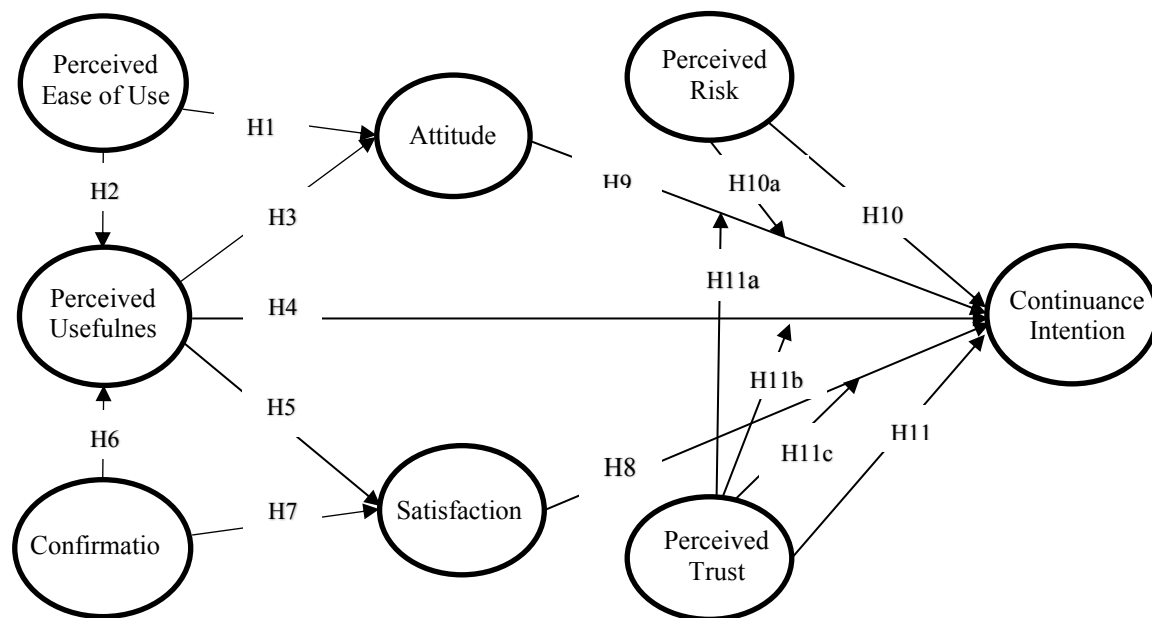 Perceived
Ease of Use
Perceived
Risk
H1
Attitude
H2
H9
H10a
H10
H3
H11a
Perceived
Usefulnes
H4
Continuance
Intention
H5
H11b
H6
H8
H11c
H11
H7
Satisfaction
Confirmatio
Perceived
Trust